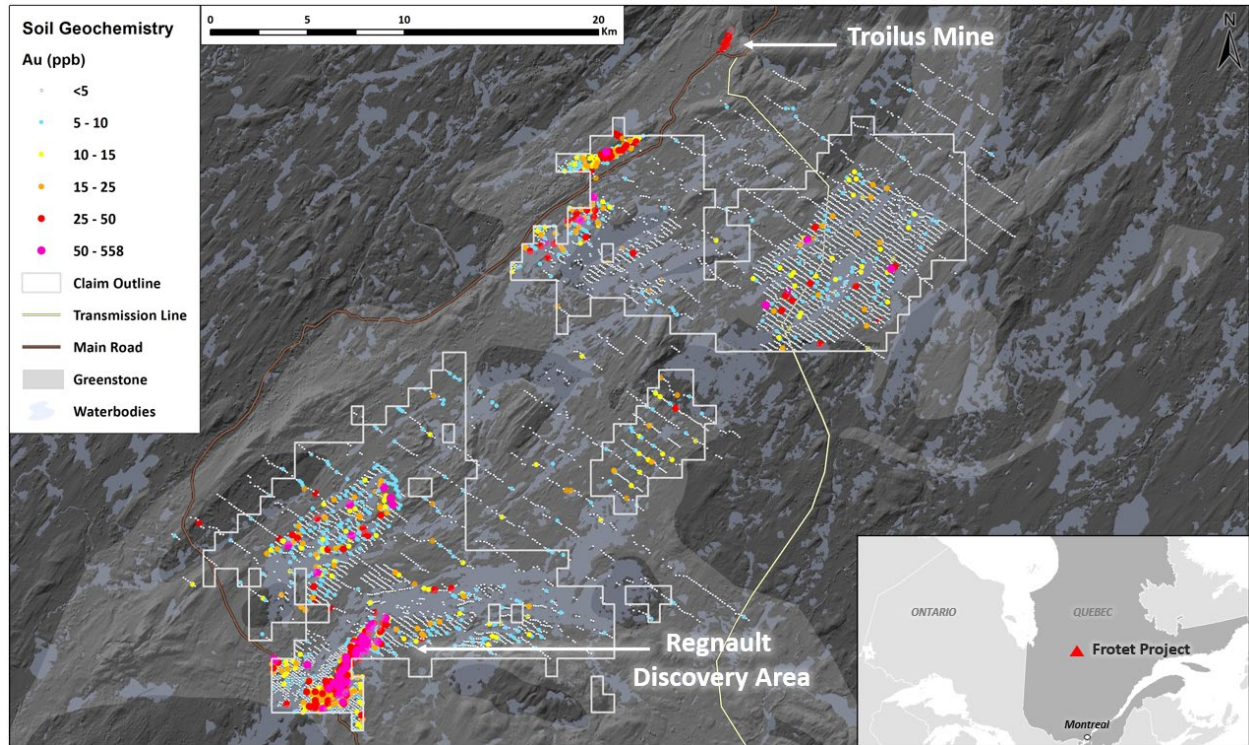 Soil Geochemistry
Au (ppb)
<5
5 - 10
10 - 15
15 - 25
25 - 50
50 - 558
Claim Outline
Transmission Line
Main Road
Greenstone
Waterbodies
0 5 10 20
Km
Troilus Mine
N
Regnault
Discovery Area
ONTARIO
QUEBEC
Frotet Project
Montreal